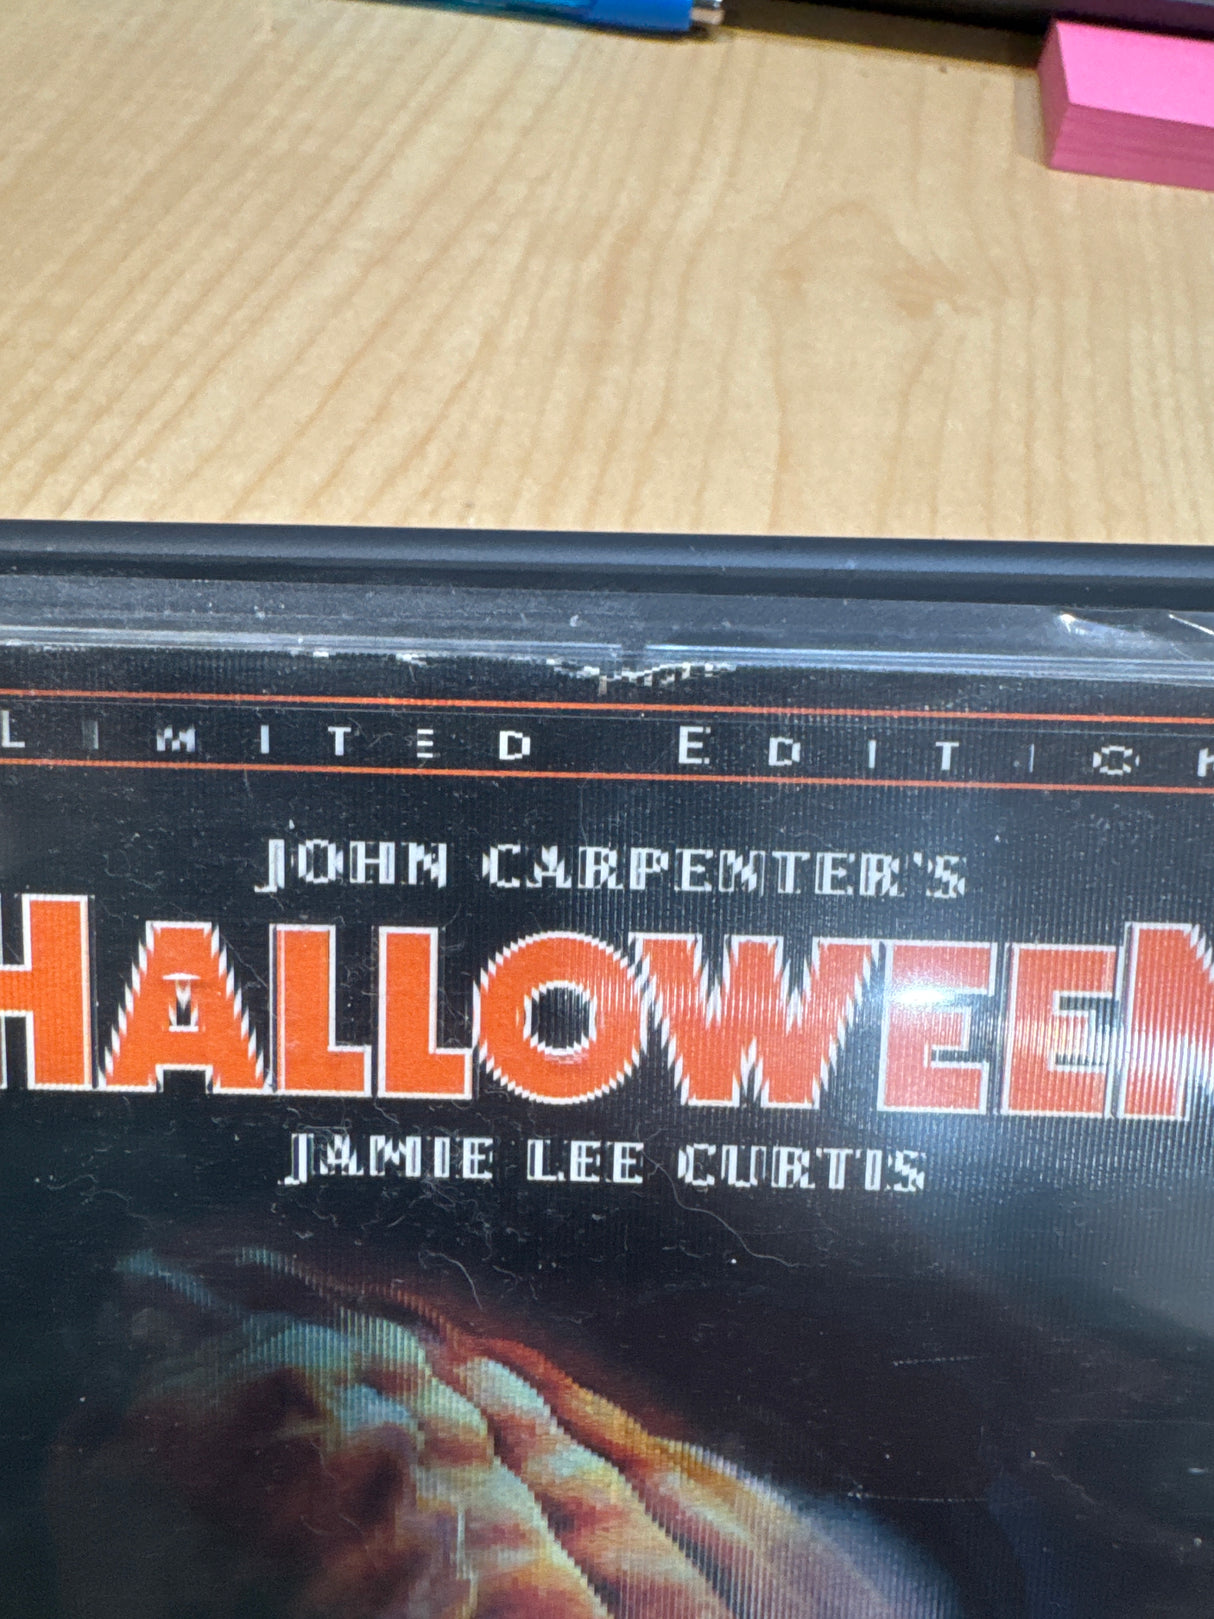 LIMITED EDITION
JOHN CARPENTER'S
HALLOWEEN
JAMIE LEE CURTIS